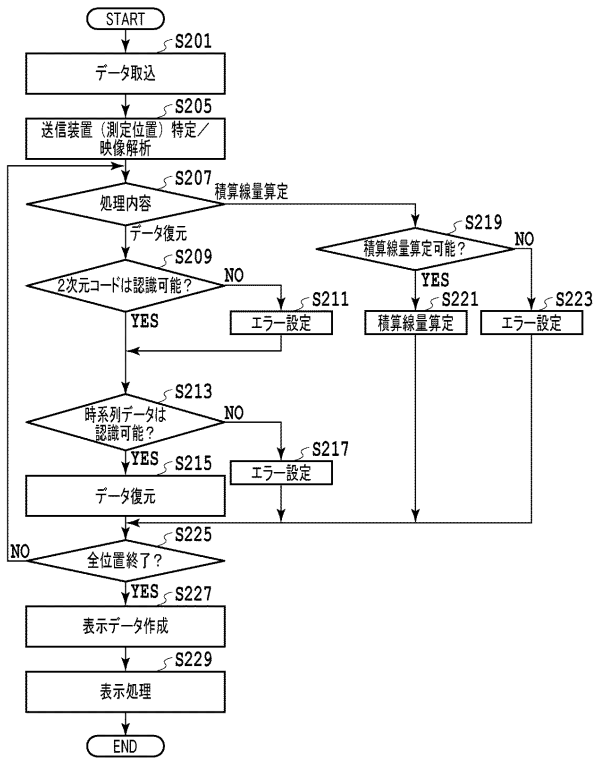 START
S201
データ取込
S205
送信装置（測定位置）特定／
映像解析
S207
処理内容
積算線量算定
データ復元
S209
2次元コードは認識可能？
NO
YES
S211
エラー設定
S219
積算線量算定可能？
NO
YES
S221
積算線量算定
S223
エラー設定
S213
時系列データは
認識可能？
NO
YES
S215
データ復元
S217
エラー設定
S225
全位置終了？
NO
YES
S227
表示データ作成
S229
表示処理
END